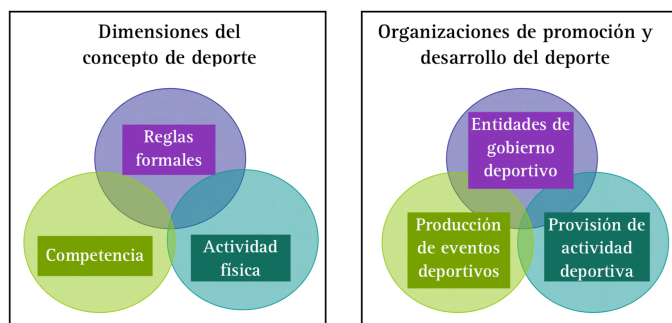 Dimensiones del
concepto de deporte
Reglas
formales
Competencia
Actividad
física
Organizaciones de promoción y
desarrollo del deporte
Entidades de
gobierno
deportivo
Producción
de eventos
deportivos
Provisión de
actividad
deportiva